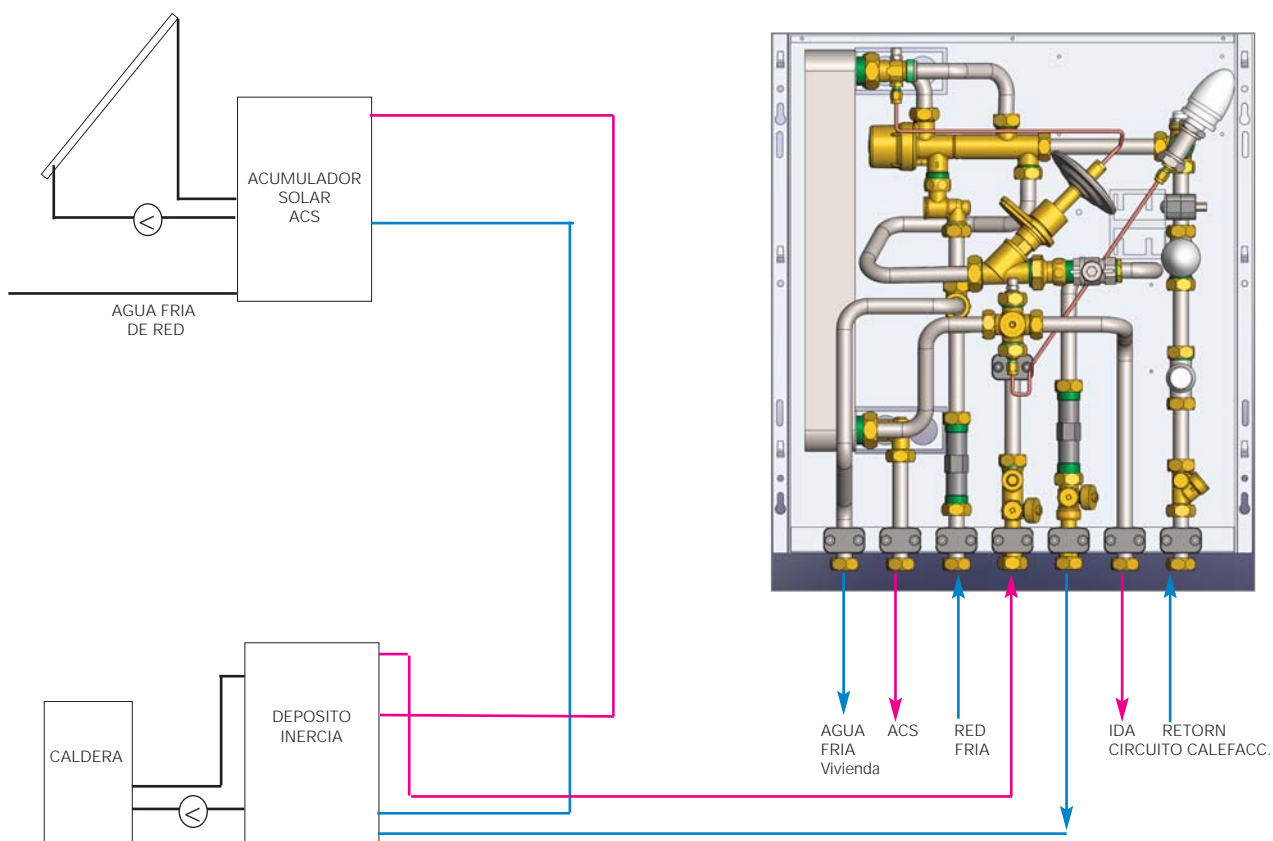 ACUMULADOR
SOLAR
ACS
AGUA FRIA
DE RED
DEPOSITO
INERCIA
CALDERA
AGUA
FRIA
Vivienda
ACS
RED
FRIA
IDA RETORN
CIRCUITO CALEFACC.